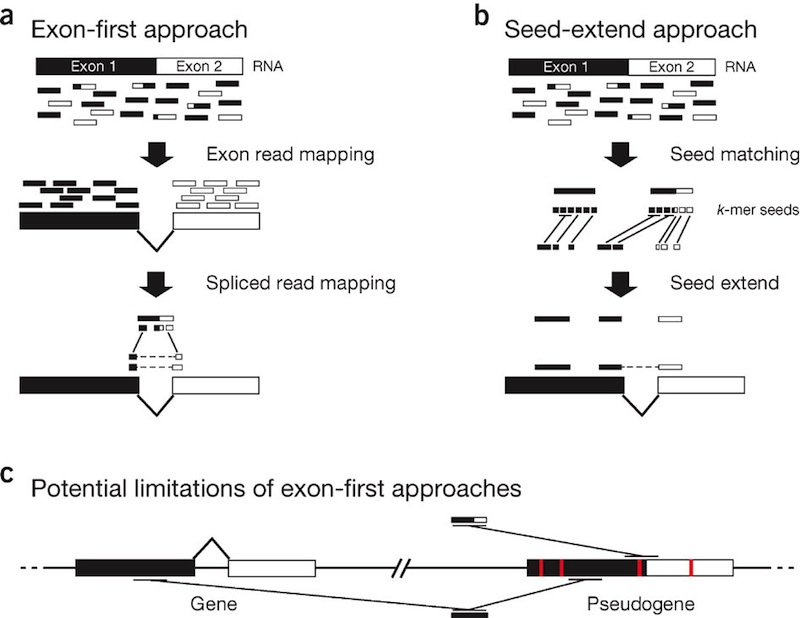 a Exon-first approach
Exon 1 Exon 2 RNA
Exon read mapping
Spliced read mapping
b Seed-extend approach
Exon 1 Exon 2 RNA
Seed matching
k-mer seeds
Seed extend
c Potential limitations of exon-first approaches
Gene
Pseudogene